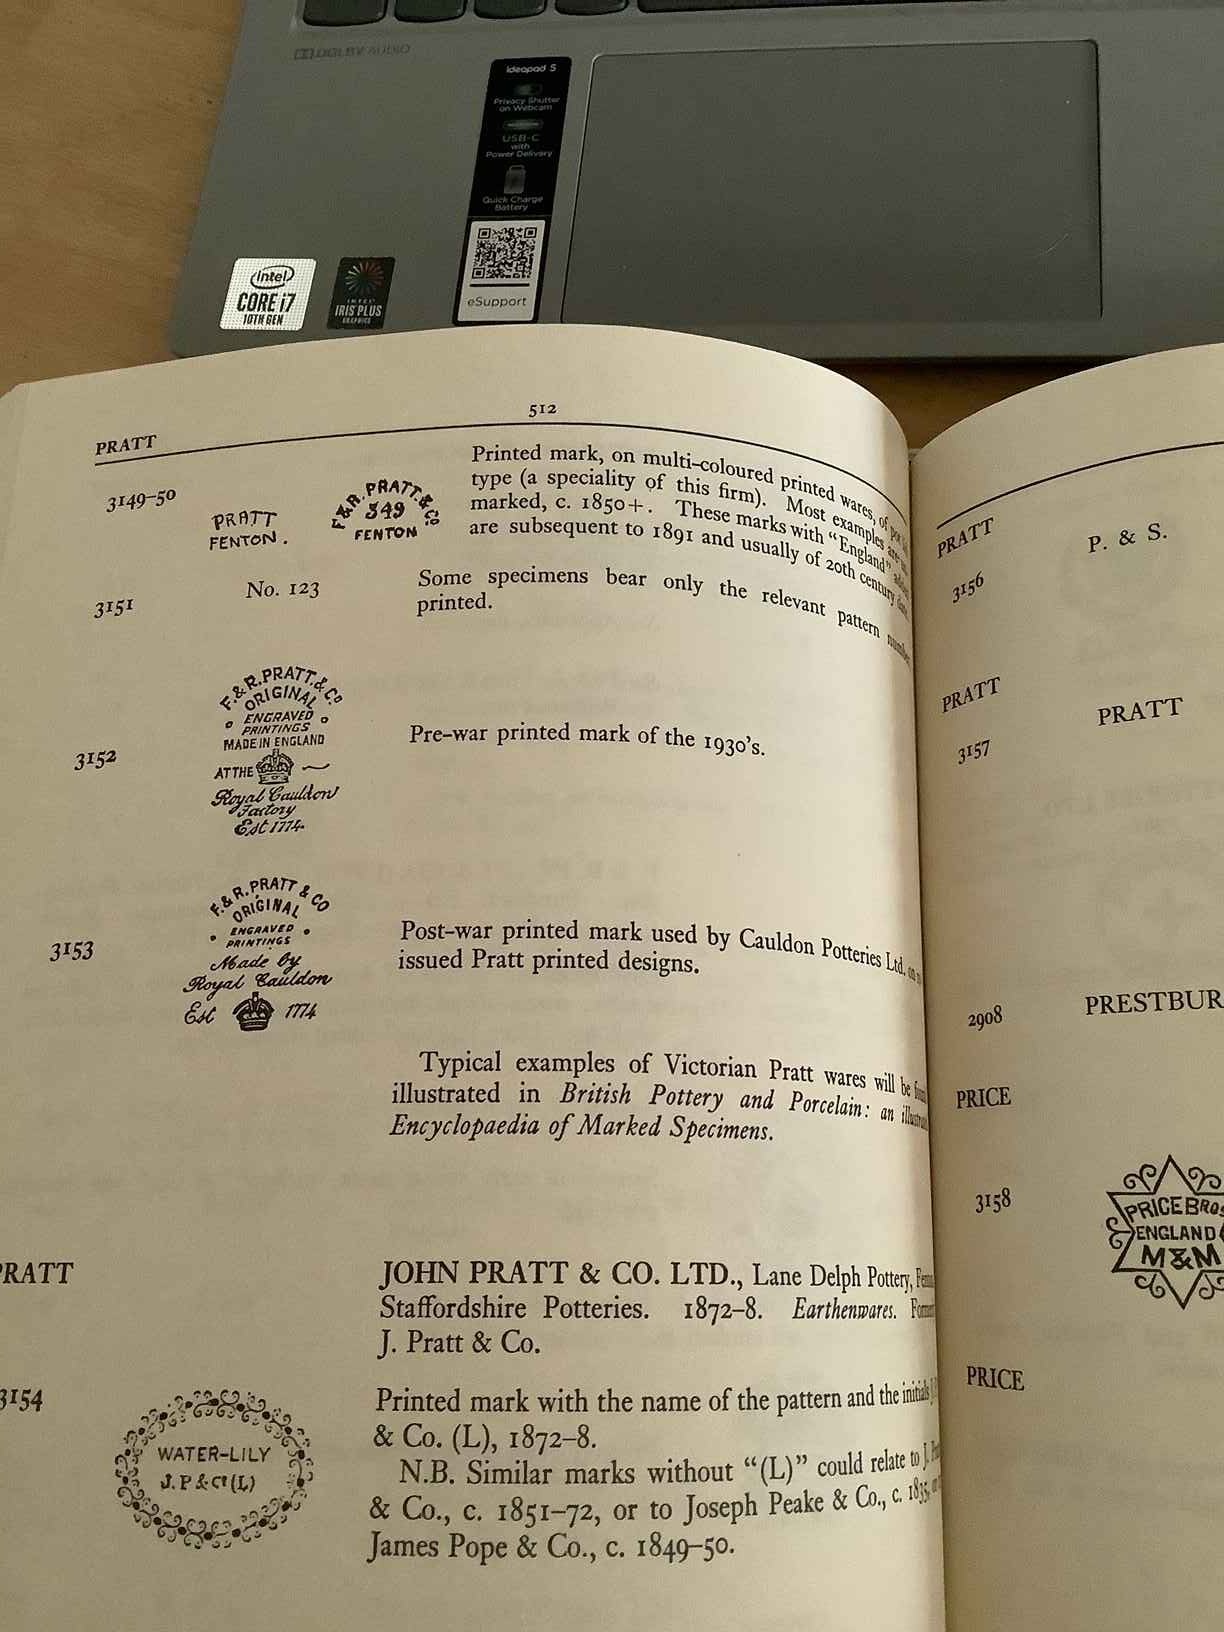 DOLBY AUDIO
ideapad 5
Privacy Shutter
on Webcam
USB-C
with
Power Delivery
Quick Charge
Battery
eSupport
intel
CORE i7
10TH GEN
INTEL
IRIS PLUS
GRAPHICS
512
PRATT
3149–50
PRATT
FENTON.
F&R.PRATT.& Co
349
FENTON
Printed mark, on multi-coloured printed wares, of pot
type (a speciality of this firm). Most examples are
marked, c. 1850+. These marks with "England"
are subsequent to 1891 and usually of 20th century
3151
No. 123
Some specimens bear only the relevant pattern number
printed.
3152
F.&R.PRATT.& Co
ORIGINAL
ENGRAVED
PRINTINGS
MADE IN ENGLAND
AT THE
Royal Cauldon
Factory
Est 1774.
Pre-war printed mark of the 1930's.
3153
F.&R.PRATT & CO
ORIGINAL
ENGRAVED
PRINTINGS
Made by
Royal Cauldon
Est 1774
Post-war printed mark used by Cauldon Potteries Ltd. on
issued Pratt printed designs.
Typical examples of Victorian Pratt wares will be
illustrated in British Pottery and Porcelain: an
Encyclopaedia of Marked Specimens.
PRATT
JOHN PRATT & CO. LTD., Lane Delph Pottery,
Staffordshire Potteries. 1872–8. Earthenwares.
J. Pratt & Co.
3154
WATER-LILY
J. P & Co (L)
Printed mark with the name of the pattern and the initials
& Co. (L), 1872–8.
N.B. Similar marks without "(L)" could relate to J.
& Co., c. 1851–72, or to Joseph Peake & Co., c. 1835,
James Pope & Co., c. 1849–50.
PRATT
P. & S.
3156
PRATT
PRATT
3157
2908
PRESTBUR
PRICE
3158
PRICE BROS
ENGLAND
M&M
PRICE